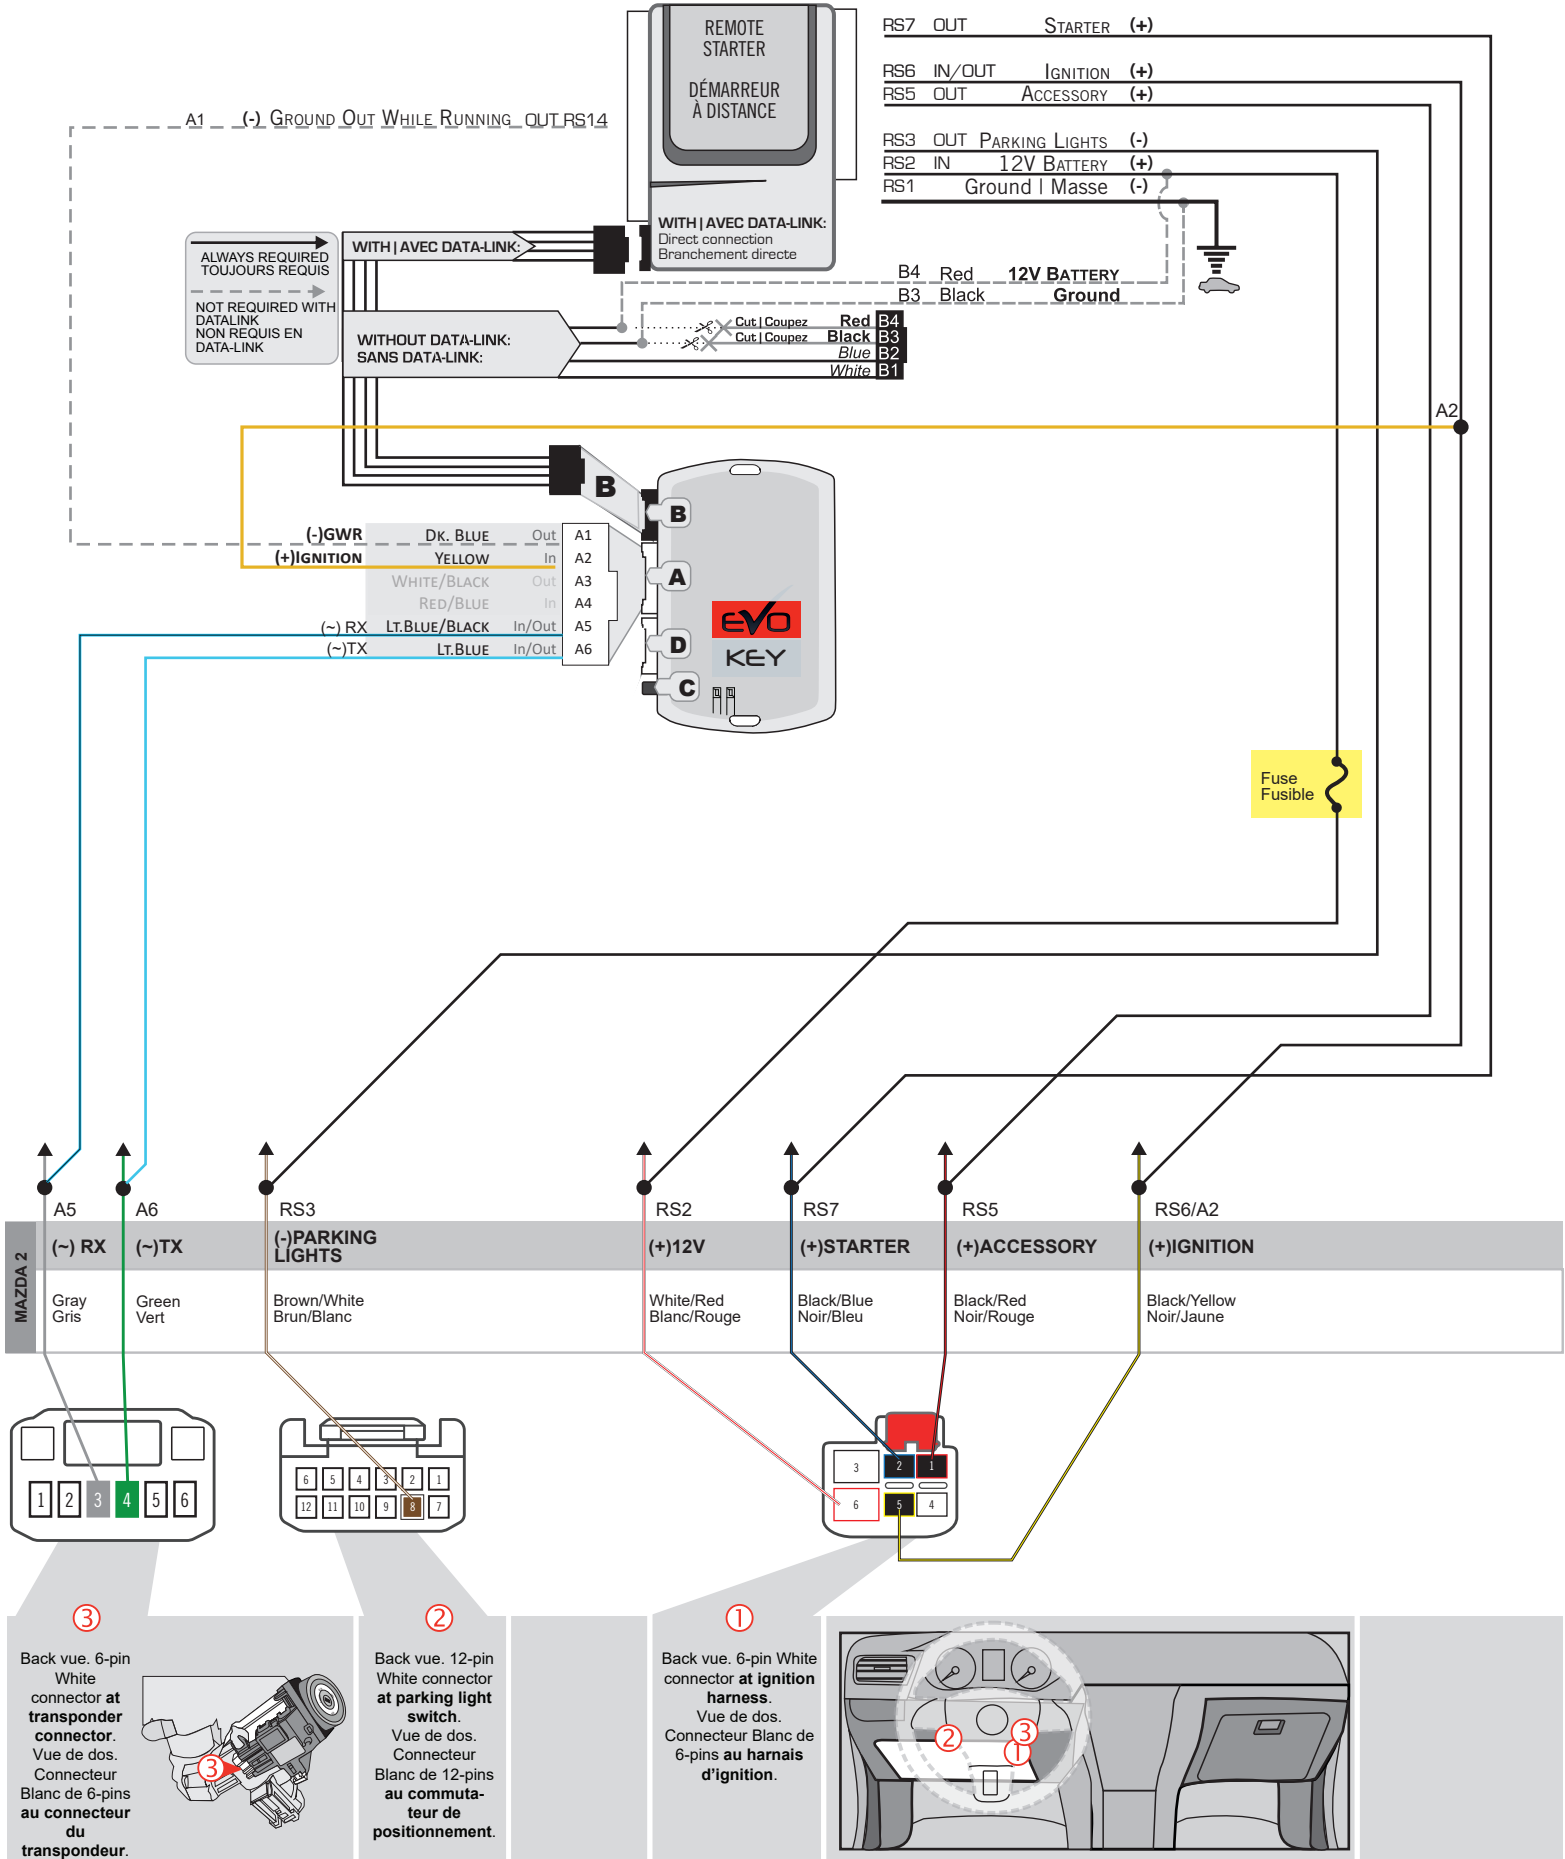 REMOTE
STARTER
DÉMARREUR
À DISTANCE
RS7 OUT STARTER (+)
RS6 IN/OUT IGNITION (+)
RS5 OUT ACCESSORY (+)
A1 (-) GROUND OUT WHILE RUNNING OUT RS14
RS3 OUT PARKING LIGHTS (-)
RS2 IN 12V BATTERY (+)
RS1 Ground | Masse (-)
WITH | AVEC DATA-LINK:
Direct connection
Branchement directe
ALWAYS REQUIRED
TOUJOURS REQUIS
NOT REQUIRED WITH
DATALINK
NON REQUIS EN
DATA-LINK
WITH | AVEC DATA-LINK:
B4 Red 12V BATTERY
B3 Black Ground
WITHOUT DATA-LINK:
SANS DATA-LINK:
Cut | Coupez Red B4
Cut | Coupez Black B3
Blue B2
White B1
A2
B
B
A
D
C
EVO
KEY
(-)GWR DK. BLUE Out A1
(+)IGNITION YELLOW In A2
WHITE/BLACK Out A3
RED/BLUE In A4
(~) RX LT.BLUE/BLACK In/Out A5
(~)TX LT.BLUE In/Out A6
Fuse
Fusible
A5 A6 RS3 RS2 RS7 RS5 RS6/A2
MAZDA 2
(~) RX (~)TX (-)PARKING
LIGHTS
(+)12V (+)STARTER (+)ACCESSORY (+)IGNITION
Gray
Gris
Green
Vert
Brown/White
Brun/Blanc
White/Red
Blanc/Rouge
Black/Blue
Noir/Bleu
Black/Red
Noir/Rouge
Black/Yellow
Noir/Jaune
1 2 3 4 5 6
6 5 4 3 2 1
12 11 10 9 8 7
3 2 1
6 5 4
3
Back vue. 6-pin
White
connector at
transponder
connector.
Vue de dos.
Connecteur
Blanc de 6-pins
au connecteur
du
transpondeur.
3
2
Back vue. 12-pin
White connector
at parking light
switch.
Vue de dos.
Connecteur
Blanc de 12-pins
au commuta-
teur de
positionnement.
1
Back vue. 6-pin White
connector at ignition
harness.
Vue de dos.
Connecteur Blanc de
6-pins au harnais
d'ignition.
2
3
1